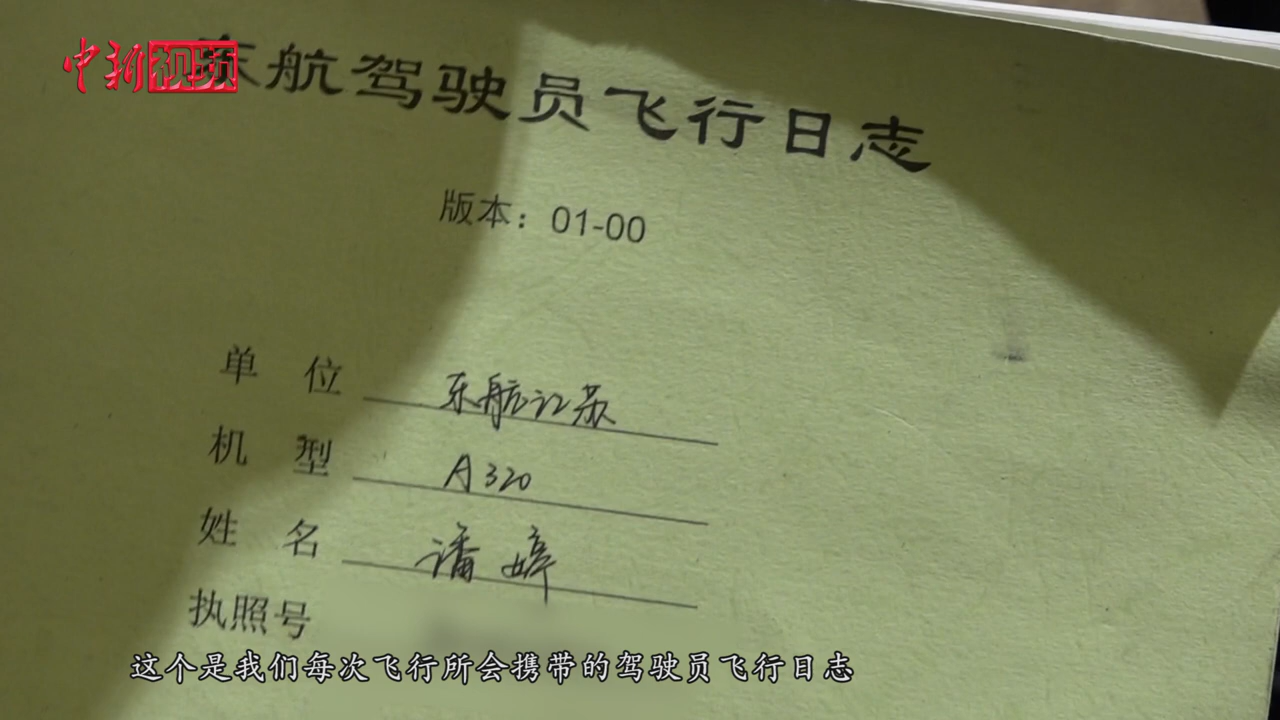 中新视频
东航驾驶员飞行日志
版本：01-00
单 位 东航江苏
机 型 A320
姓 名 潘婷
执照号
这个是我们每次飞行所会携带的驾驶员飞行日志